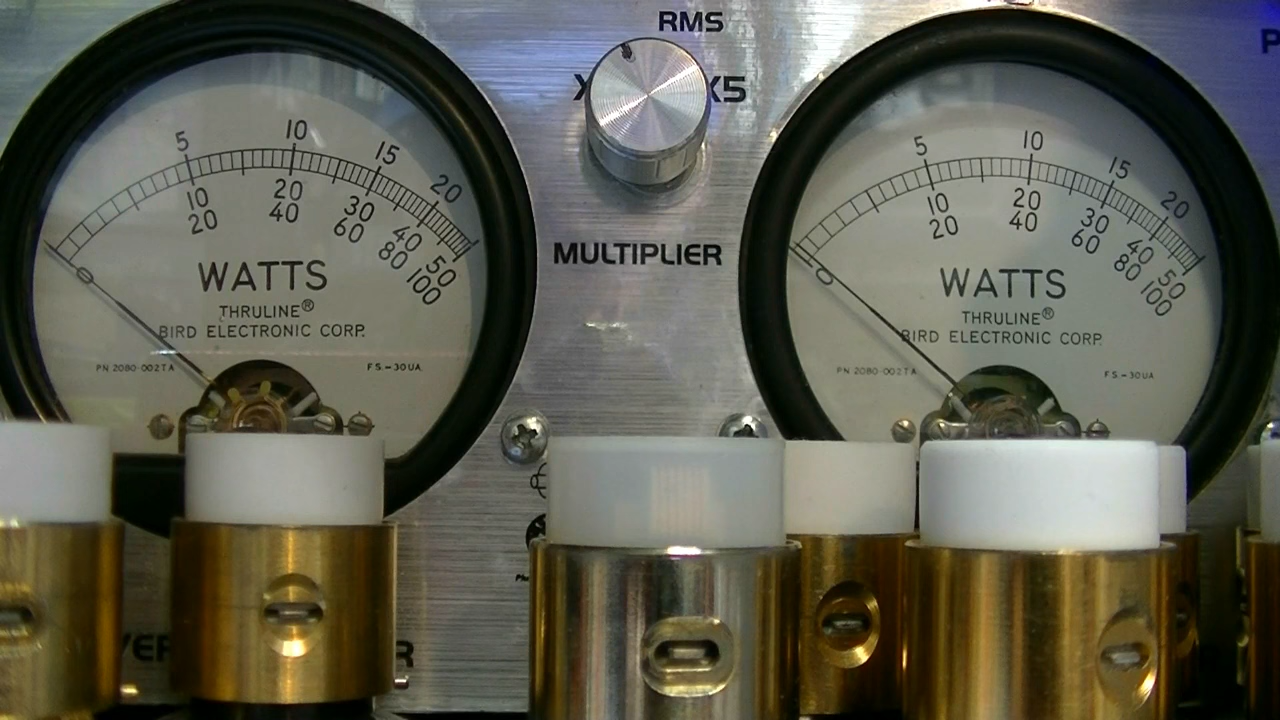 RMS
X5
MULTIPLIER
5 10 15 20
10 20 30 40 50
20 40 60 80 100
0
WATTS
THRULINE®
BIRD ELECTRONIC CORP.
PN 2080-002TA
FS.-30UA.
5 10 15 20
10 20 30 40 50
20 40 60 80 100
0
WATTS
THRULINE®
BIRD ELECTRONIC CORP.
PN 2080-002TA
FS.-30UA